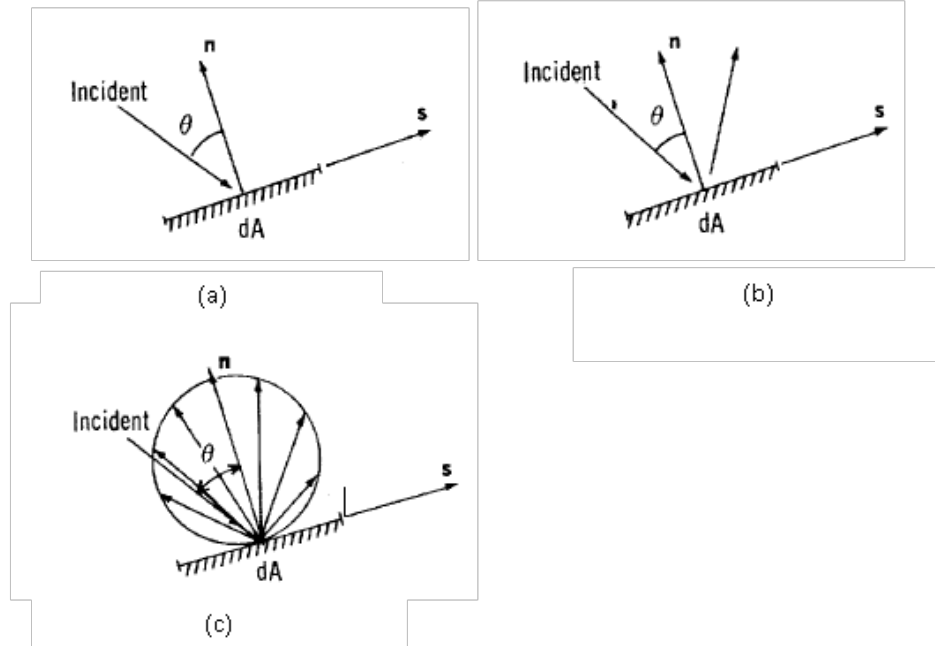 n
Incident
θ
s
dA
(a)
n
Incident
θ
s
dA
(b)
n
Incident
θ
s
dA
(c)